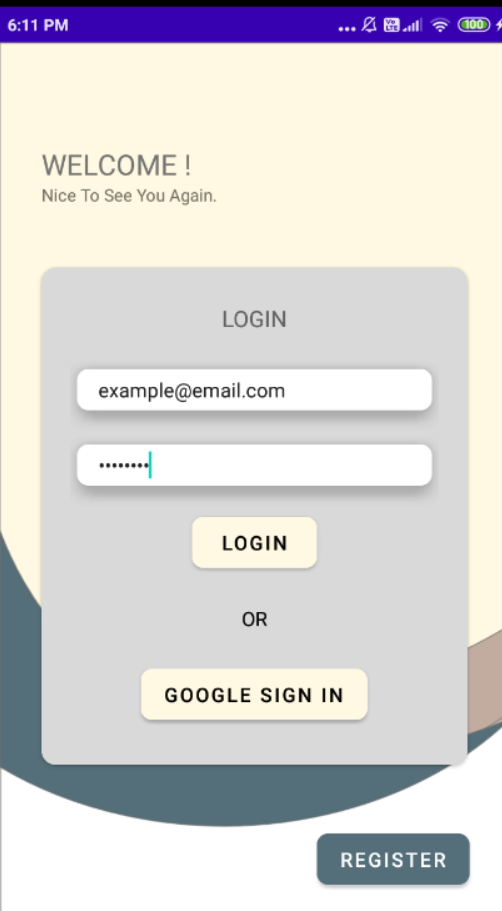 6:11 PM
Vo
LTE
100
WELCOME !
Nice To See You Again.
LOGIN
example@email.com
••••••••
LOGIN
OR
GOOGLE SIGN IN
REGISTER